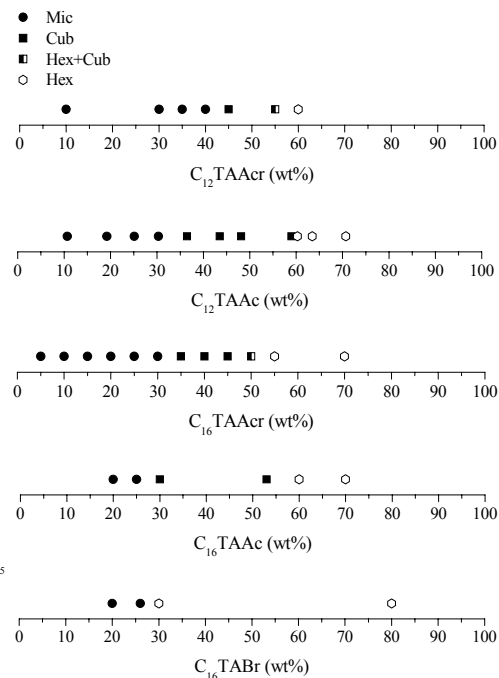 Mic
Cub
Hex+Cub
Hex
0 10 20 30 40 50 60 70 80 90 100
C₁₂TAAcr (wt%)
0 10 20 30 40 50 60 70 80 90 100
C₁₂TAAc (wt%)
0 10 20 30 40 50 60 70 80 90 100
C₁₆TAAcr (wt%)
0 10 20 30 40 50 60 70 80 90 100
C₁₆TAAc (wt%)
5
0 10 20 30 40 50 60 70 80 90 100
C₁₆TABr (wt%)